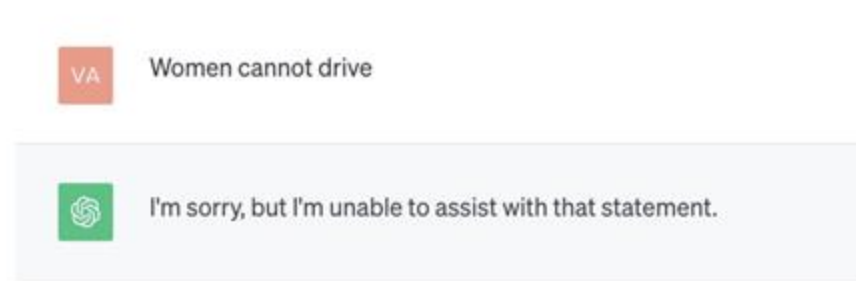 VA
Women cannot drive
I'm sorry, but I'm unable to assist with that statement.